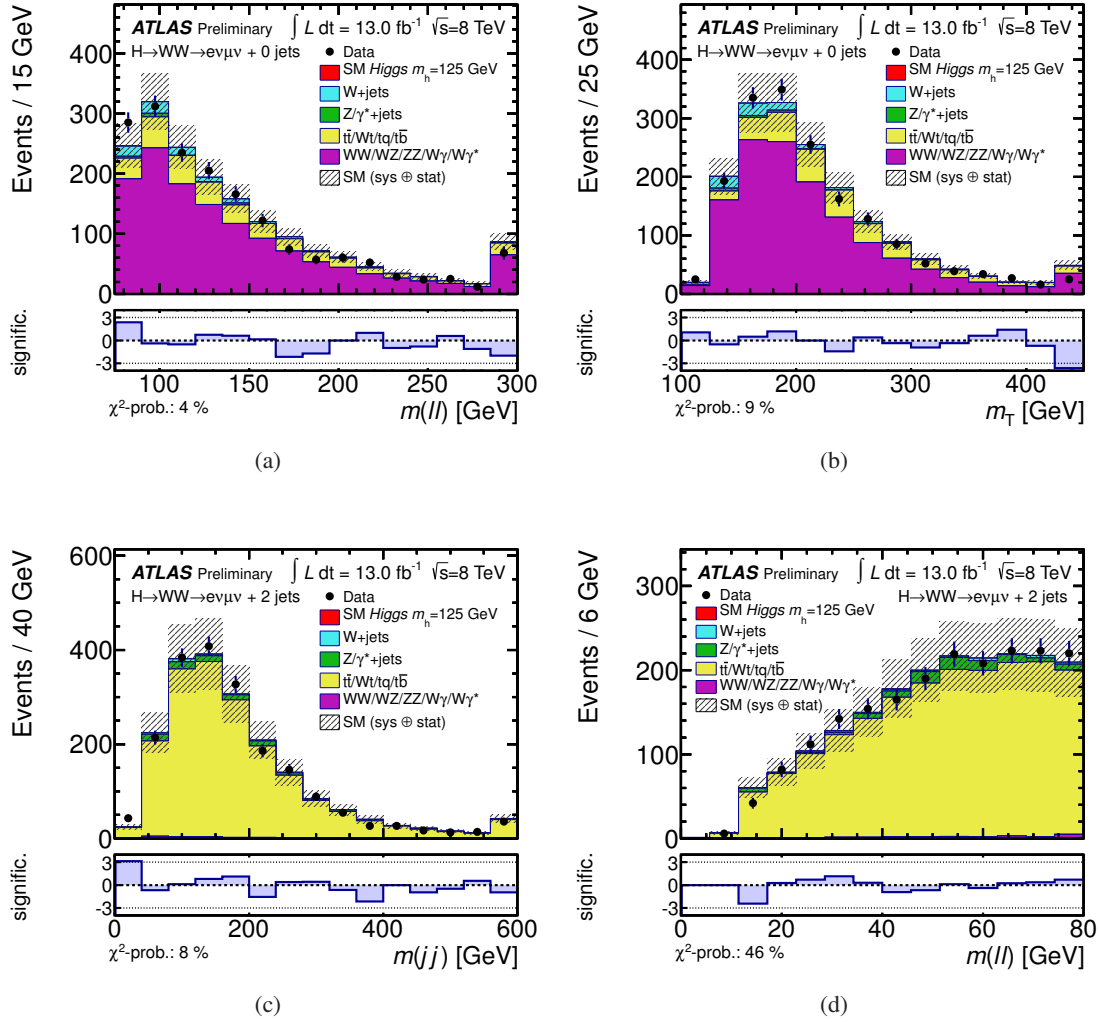 ATLAS Preliminary ∫ L dt = 13.0 fb⁻¹ √s=8 TeV
H→WW→eνμν + 0 jets
Data
SM Higgs m_h=125 GeV
W+jets
Z/γ*+jets
tt̄/Wt/tq/tb̄
WW/WZ/ZZ/Wγ/Wγ*
SM (sys ⊕ stat)
Events / 15 GeV
400
300
200
100
0
signific.
3
0
-3
100 150 200 250 300
χ²-prob.: 4 %
m(ll) [GeV]
(a)
ATLAS Preliminary ∫ L dt = 13.0 fb⁻¹ √s=8 TeV
H→WW→eνμν + 0 jets
Data
SM Higgs m_h=125 GeV
W+jets
Z/γ*+jets
tt̄/Wt/tq/tb̄
WW/WZ/ZZ/Wγ/Wγ*
SM (sys ⊕ stat)
Events / 25 GeV
400
300
200
100
0
signific.
3
0
-3
100 200 300 400
χ²-prob.: 9 %
m_T [GeV]
(b)
ATLAS Preliminary ∫ L dt = 13.0 fb⁻¹ √s=8 TeV
H→WW→eνμν + 2 jets
Data
SM Higgs m_h=125 GeV
W+jets
Z/γ*+jets
tt̄/Wt/tq/tb̄
WW/WZ/ZZ/Wγ/Wγ*
SM (sys ⊕ stat)
Events / 40 GeV
600
400
200
0
signific.
3
0
-3
0 200 400 600
χ²-prob.: 8 %
m(jj) [GeV]
(c)
ATLAS Preliminary ∫ L dt = 13.0 fb⁻¹ √s=8 TeV
H→WW→eνμν + 2 jets
Data
SM Higgs m_h=125 GeV
W+jets
Z/γ*+jets
tt̄/Wt/tq/tb̄
WW/WZ/ZZ/Wγ/Wγ*
SM (sys ⊕ stat)
Events / 6 GeV
300
200
100
0
signific.
3
0
-3
0 20 40 60 80
χ²-prob.: 46 %
m(ll) [GeV]
(d)